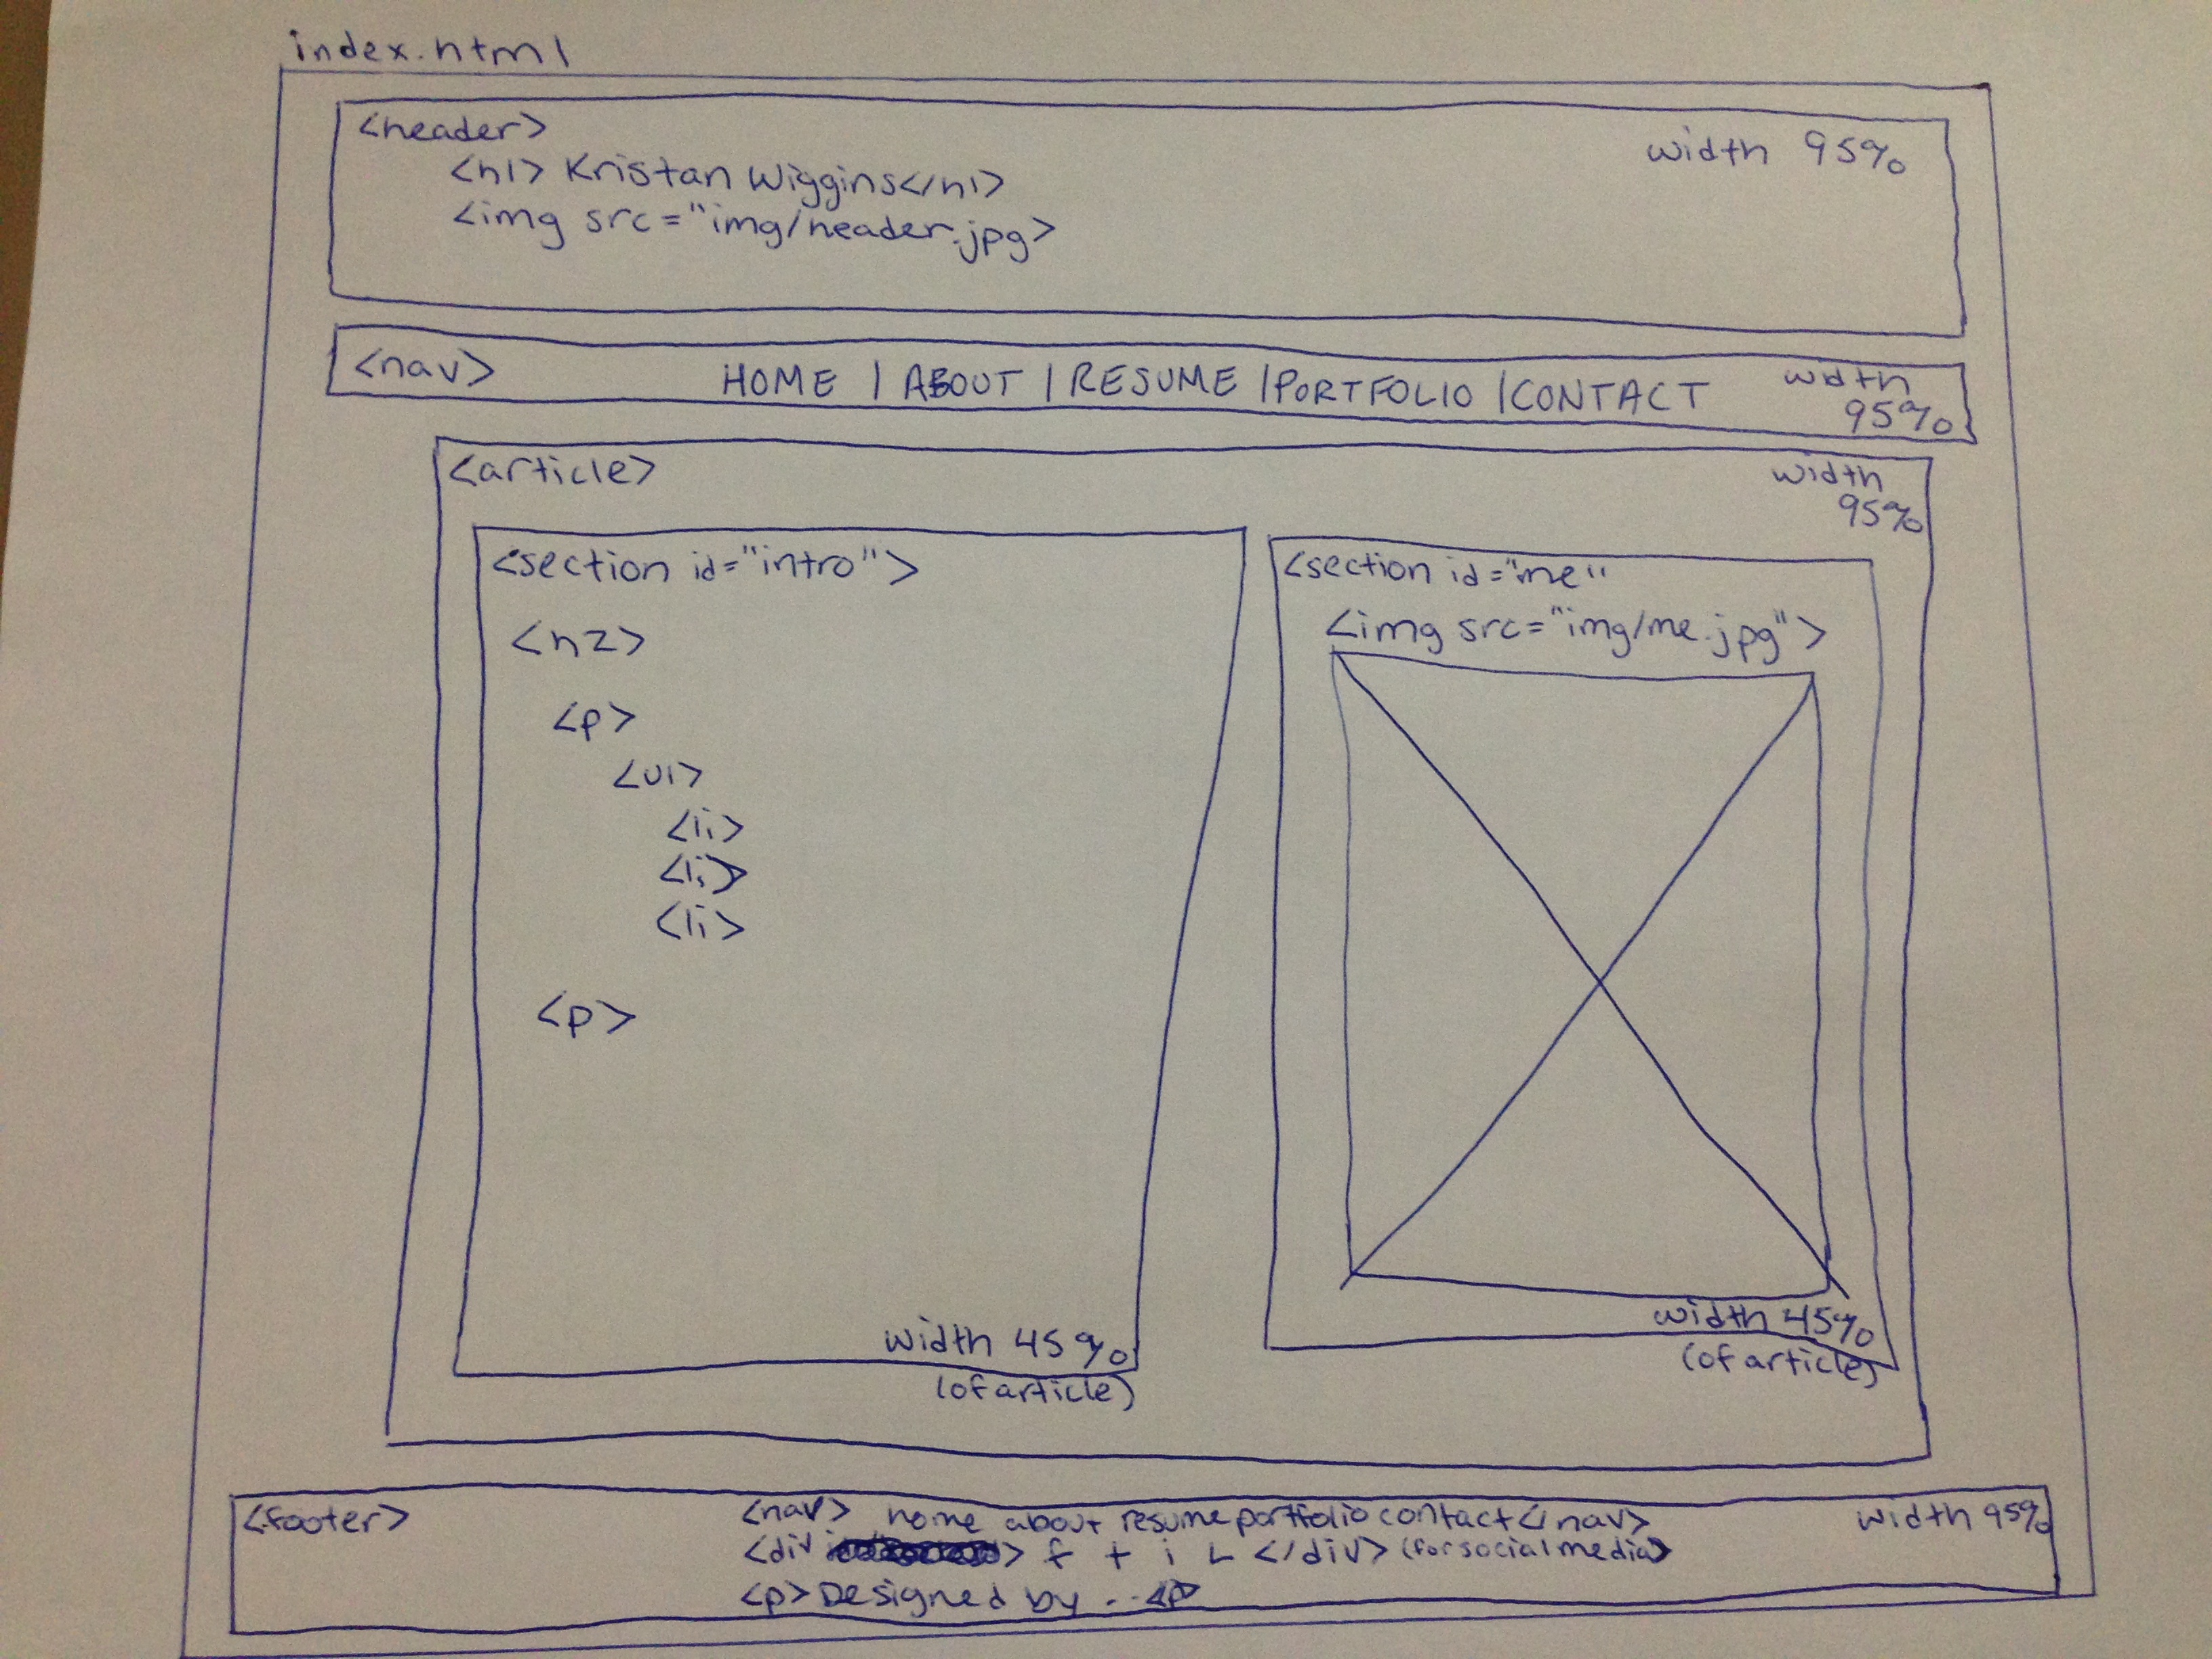 index.html
<header>
width 95%
<h1> Kristan Wiggins</h1>
<img src="img/header.jpg>
<nav>
HOME | ABOUT | RESUME | PORTFOLIO | CONTACT
width
95%
<article>
width
95%
<section id="intro">
<h2>
<p>
<ul>
<li>
<li>
<li>
<p>
width 45%
(of article)
<section id="me"
<img src="img/me.jpg">
width 45%
(of article)
<footer>
<nav> home about resume portfolio contact</nav>
width 95%
<div > f t i L </div> (for social media)
<p> Designed by ... <p>